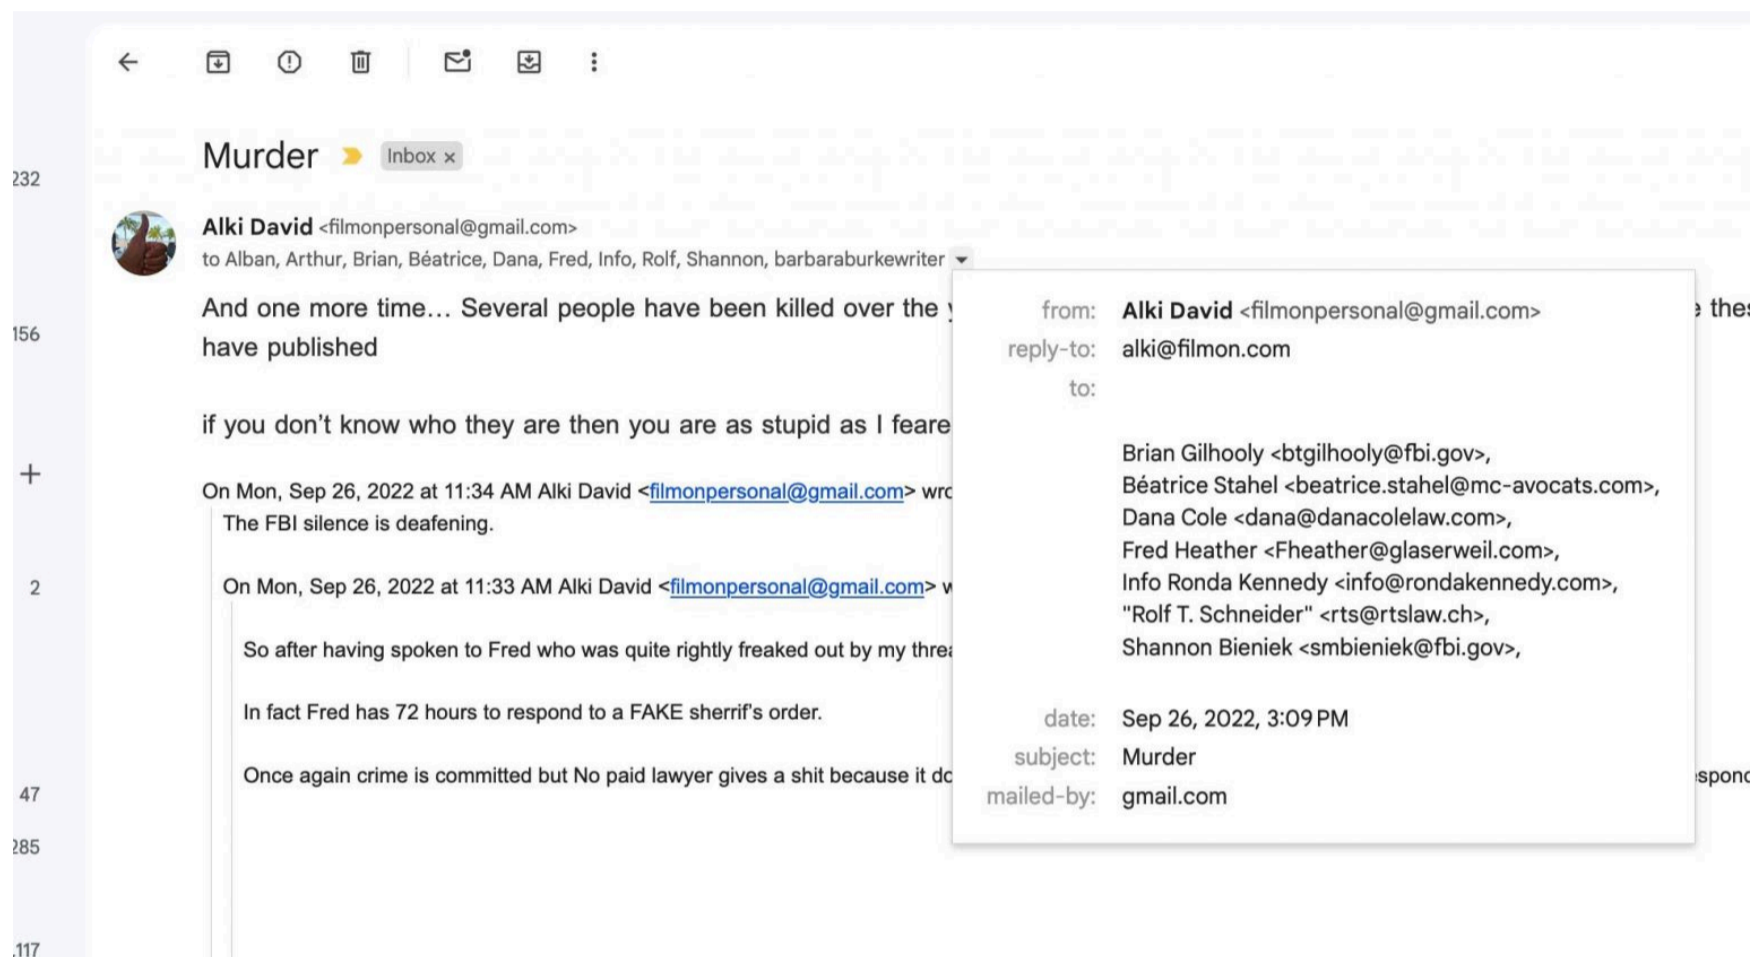 Murder Inbox ×
232
Alki David <filmonpersonal@gmail.com>
to Alban, Arthur, Brian, Béatrice, Dana, Fred, Info, Rolf, Shannon, barbaraburkewriter
And one more time... Several people have been killed over the
have published
156
if you don't know who they are then you are as stupid as I feare
On Mon, Sep 26, 2022 at 11:34 AM Alki David <filmonpersonal@gmail.com> wro
The FBI silence is deafening.
On Mon, Sep 26, 2022 at 11:33 AM Alki David <filmonpersonal@gmail.com> w
2
So after having spoken to Fred who was quite rightly freaked out by my threa
In fact Fred has 72 hours to respond to a FAKE sherrif's order.
Once again crime is committed but No paid lawyer gives a shit because it do
47
285
117
from: Alki David <filmonpersonal@gmail.com>
reply-to: alki@filmon.com
to:
Brian Gilhooly <btgilhooly@fbi.gov>,
Béatrice Stahel <beatrice.stahel@mc-avocats.com>,
Dana Cole <dana@danacolelaw.com>,
Fred Heather <Fheather@glaserweil.com>,
Info Ronda Kennedy <info@rondakennedy.com>,
"Rolf T. Schneider" <rts@rtslaw.ch>,
Shannon Bieniek <smbieniek@fbi.gov>,
date: Sep 26, 2022, 3:09 PM
subject: Murder
mailed-by: gmail.com